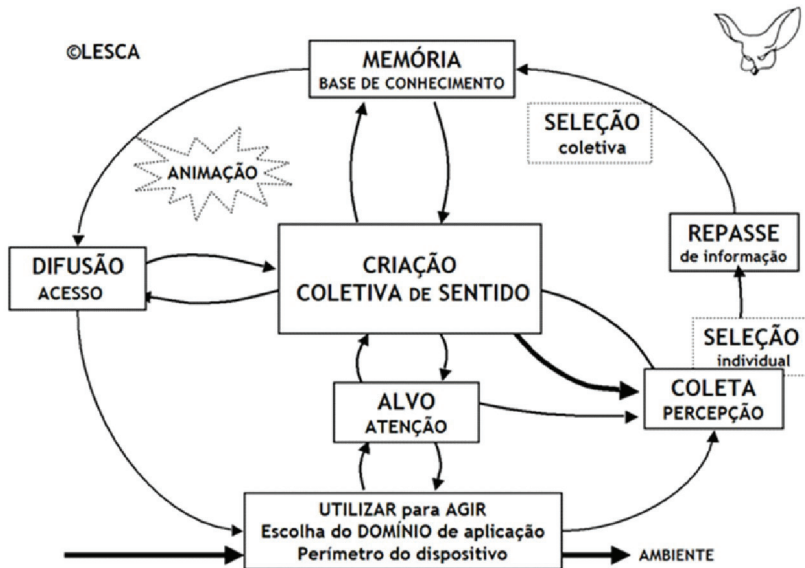 ©LESCA
MEMÓRIA
BASE DE CONHECIMENTO
SELEÇÃO
coletiva
ANIMAÇÃO
REPASSE
de informação
DIFUSÃO
ACESSO
CRIAÇÃO
COLETIVA DE SENTIDO
SELEÇÃO
individual
COLETA
PERCEPÇÃO
ALVO
ATENÇÃO
UTILIZAR para AGIR
Escolha do DOMÍNIO de aplicação
Perímetro do dispositivo
AMBIENTE